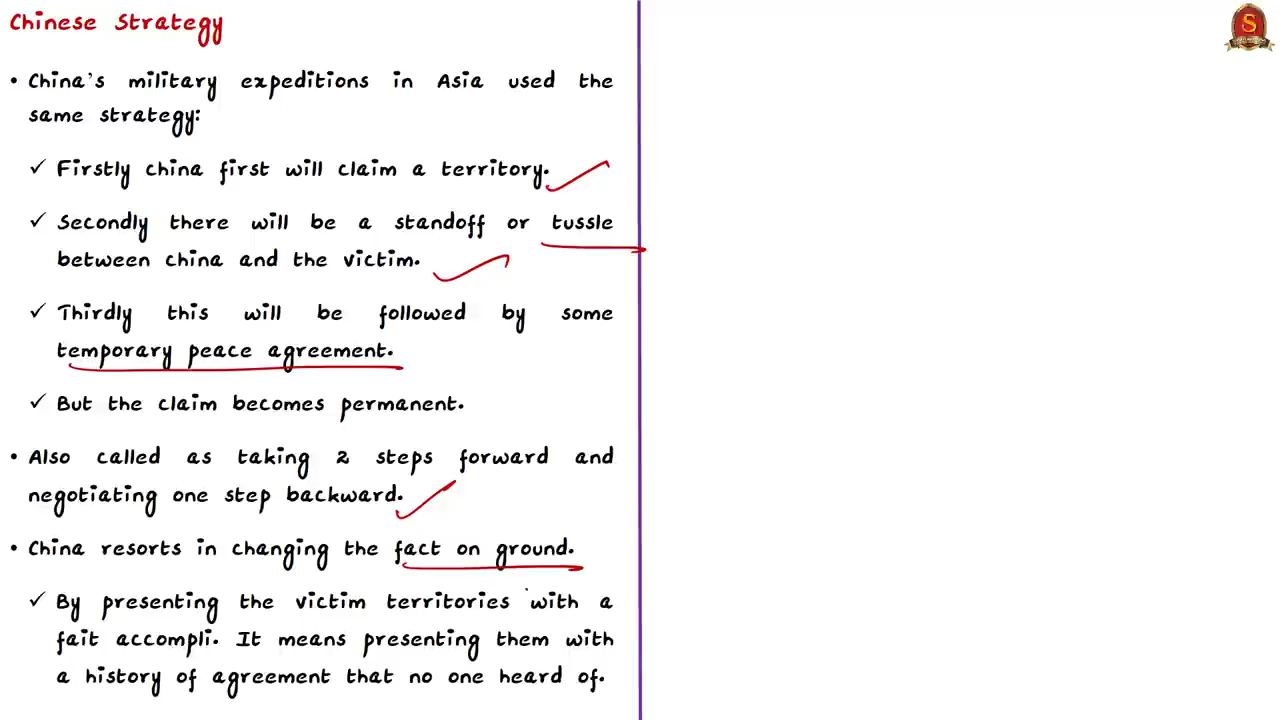 Chinese Strategy
• China's military expeditions in Asia used the
same strategy:
✓ Firstly china first will claim a territory.
✓ Secondly there will be a standoff or tussle
between china and the victim.
✓ Thirdly this will be followed by some
temporary peace agreement.
✓ But the claim becomes permanent.
• Also called as taking 2 steps forward and
negotiating one step backward.
• China resorts in changing the fact on ground.
✓ By presenting the victim territories with a
fait accompli. It means presenting them with
a history of agreement that no one heard of.
S